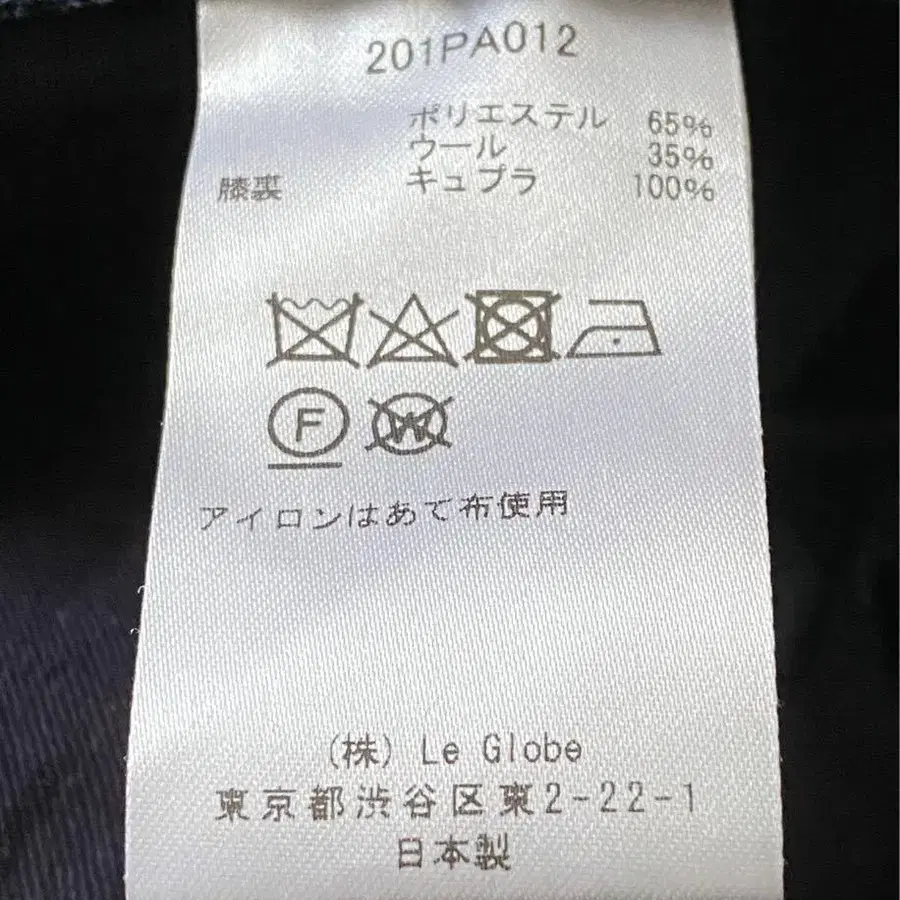 201PA012
ポリエステル 65%
ウール 35%
膝裏 キュプラ 100%
F W
アイロンはあて布使用
(株) Le Globe
東京都渋谷区東2-22-1
日本製